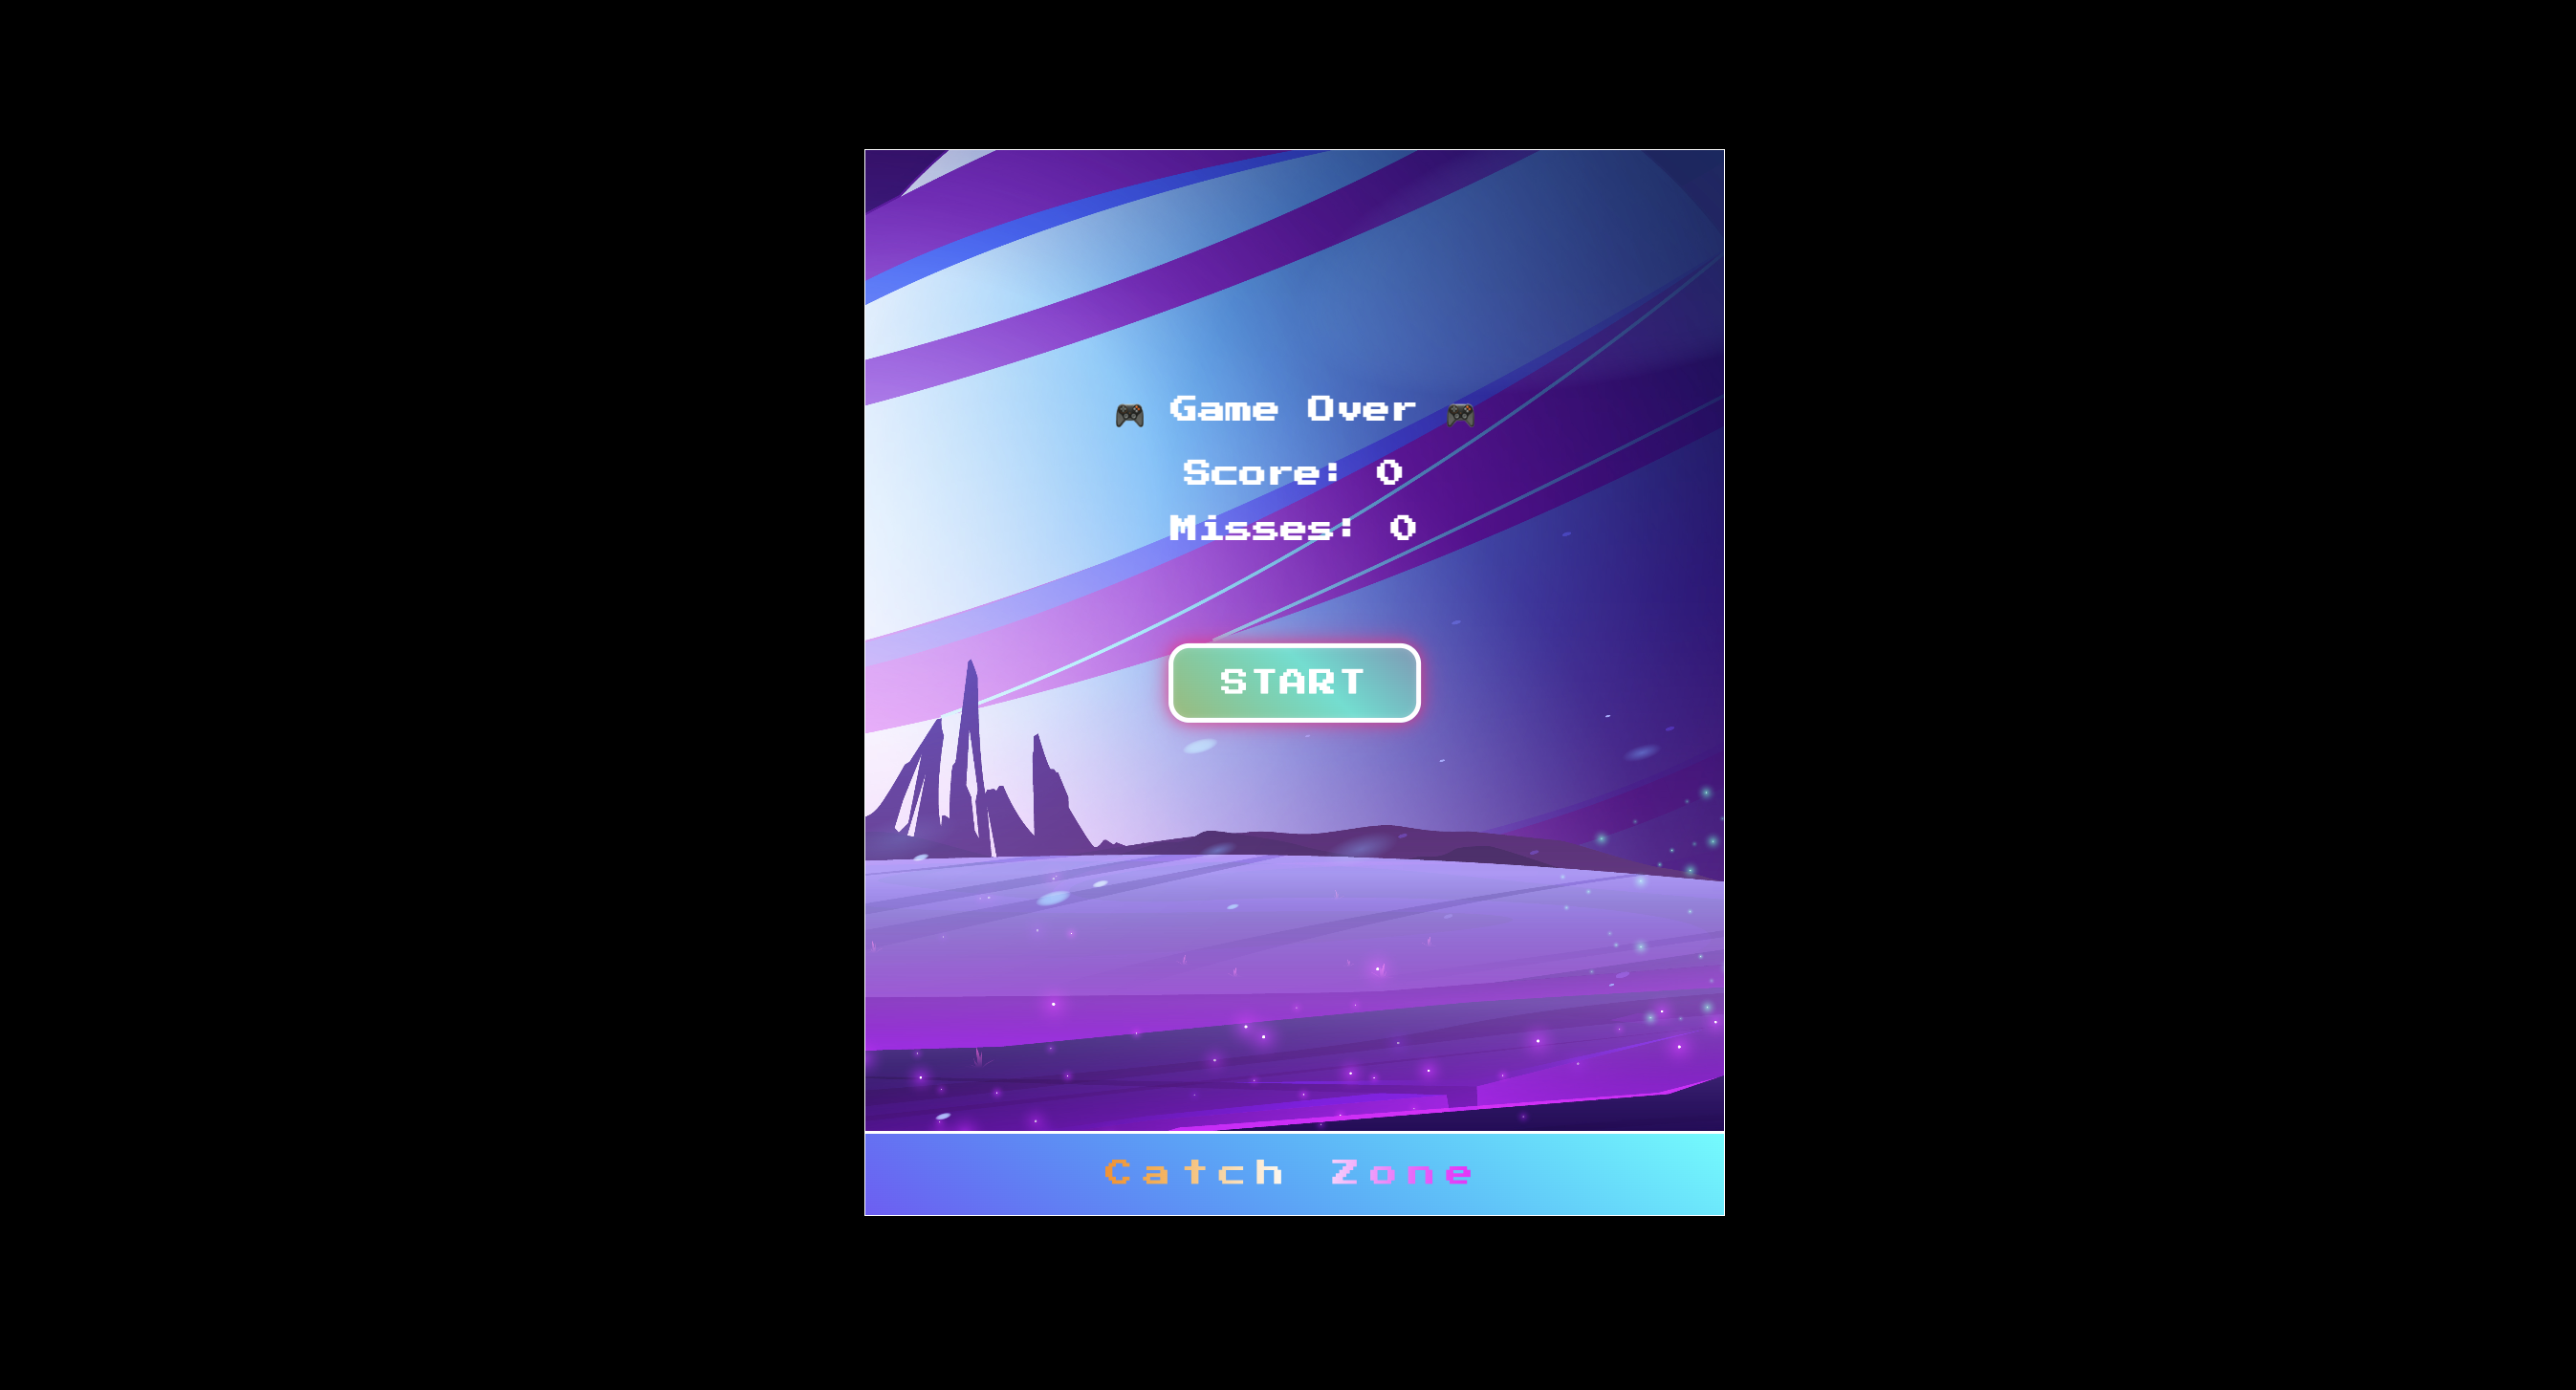 🎮 Game Over 🎮
Score: 0
Misses: 0
START
Catch Zone